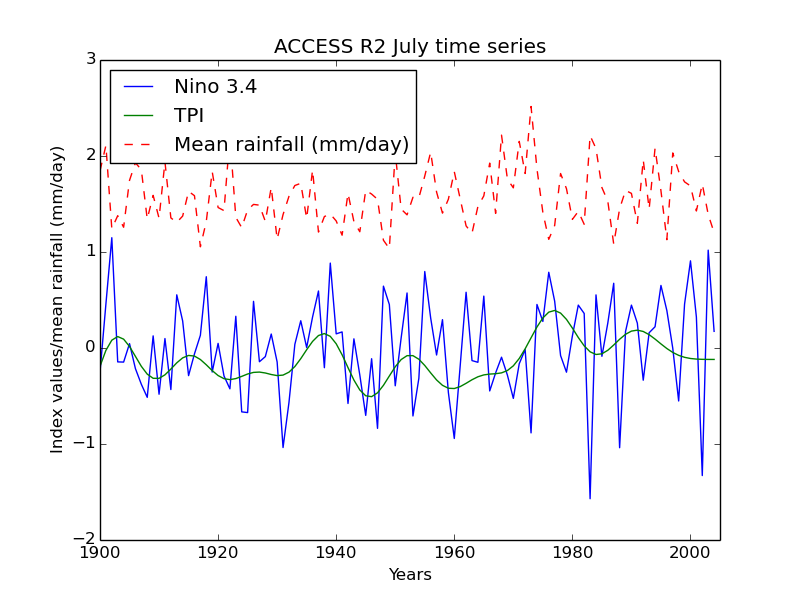 ACCESS R2 July time series
Nino 3.4
TPI
Mean rainfall (mm/day)
Index values/mean rainfall (mm/day)
3
2
1
0
−1
−2
1900 1920 1940 1960 1980 2000
Years